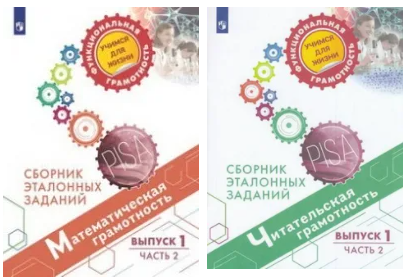 ФУНКЦИОНАЛЬНАЯ
УЧИМСЯ ДЛЯ
ЖИЗНИ
ГРАМОТНОСТЬ
PISA
СБОРНИК
ЭТАЛОННЫХ
ЗАДАНИЙ
Математическая
грамотность
ВЫПУСК 1
ЧАСТЬ 2
ФУНКЦИОНАЛЬНАЯ
УЧИМСЯ
ДЛЯ
ЖИЗНИ
ГРАМОТНОСТЬ
PISA
СБОРНИК
ЭТАЛОННЫХ
ЗАДАНИЙ
Читательская
грамотность
ВЫПУСК 1
ЧАСТЬ 2